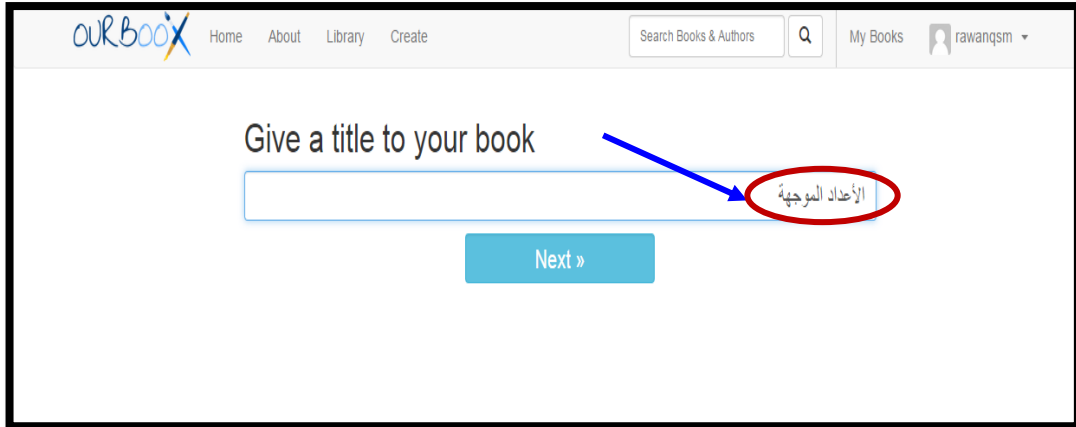 OURBOOX Home About Library Create Search Books & Authors My Books rawanqsm
Give a title to your book
الأعداد الموجهة
Next »